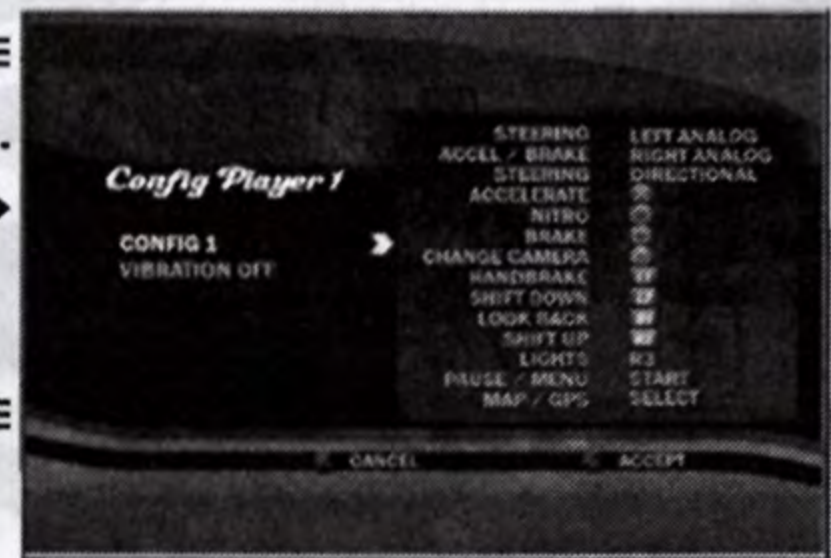 Config Player 1
CONFIG 1
VIBRATION OFF
STEERING LEFT ANALOG
ACCEL / BRAKE RIGHT ANALOG
STEERING DIRECTIONAL
ACCELERATE
NITRO
BRAKE
CHANGE CAMERA
HANDBRAKE
SHIFT DOWN
LOOK BACK
SHIFT UP
LIGHTS R3
PAUSE / MENU START
MAP / GPS SELECT
CANCEL ACCEPT